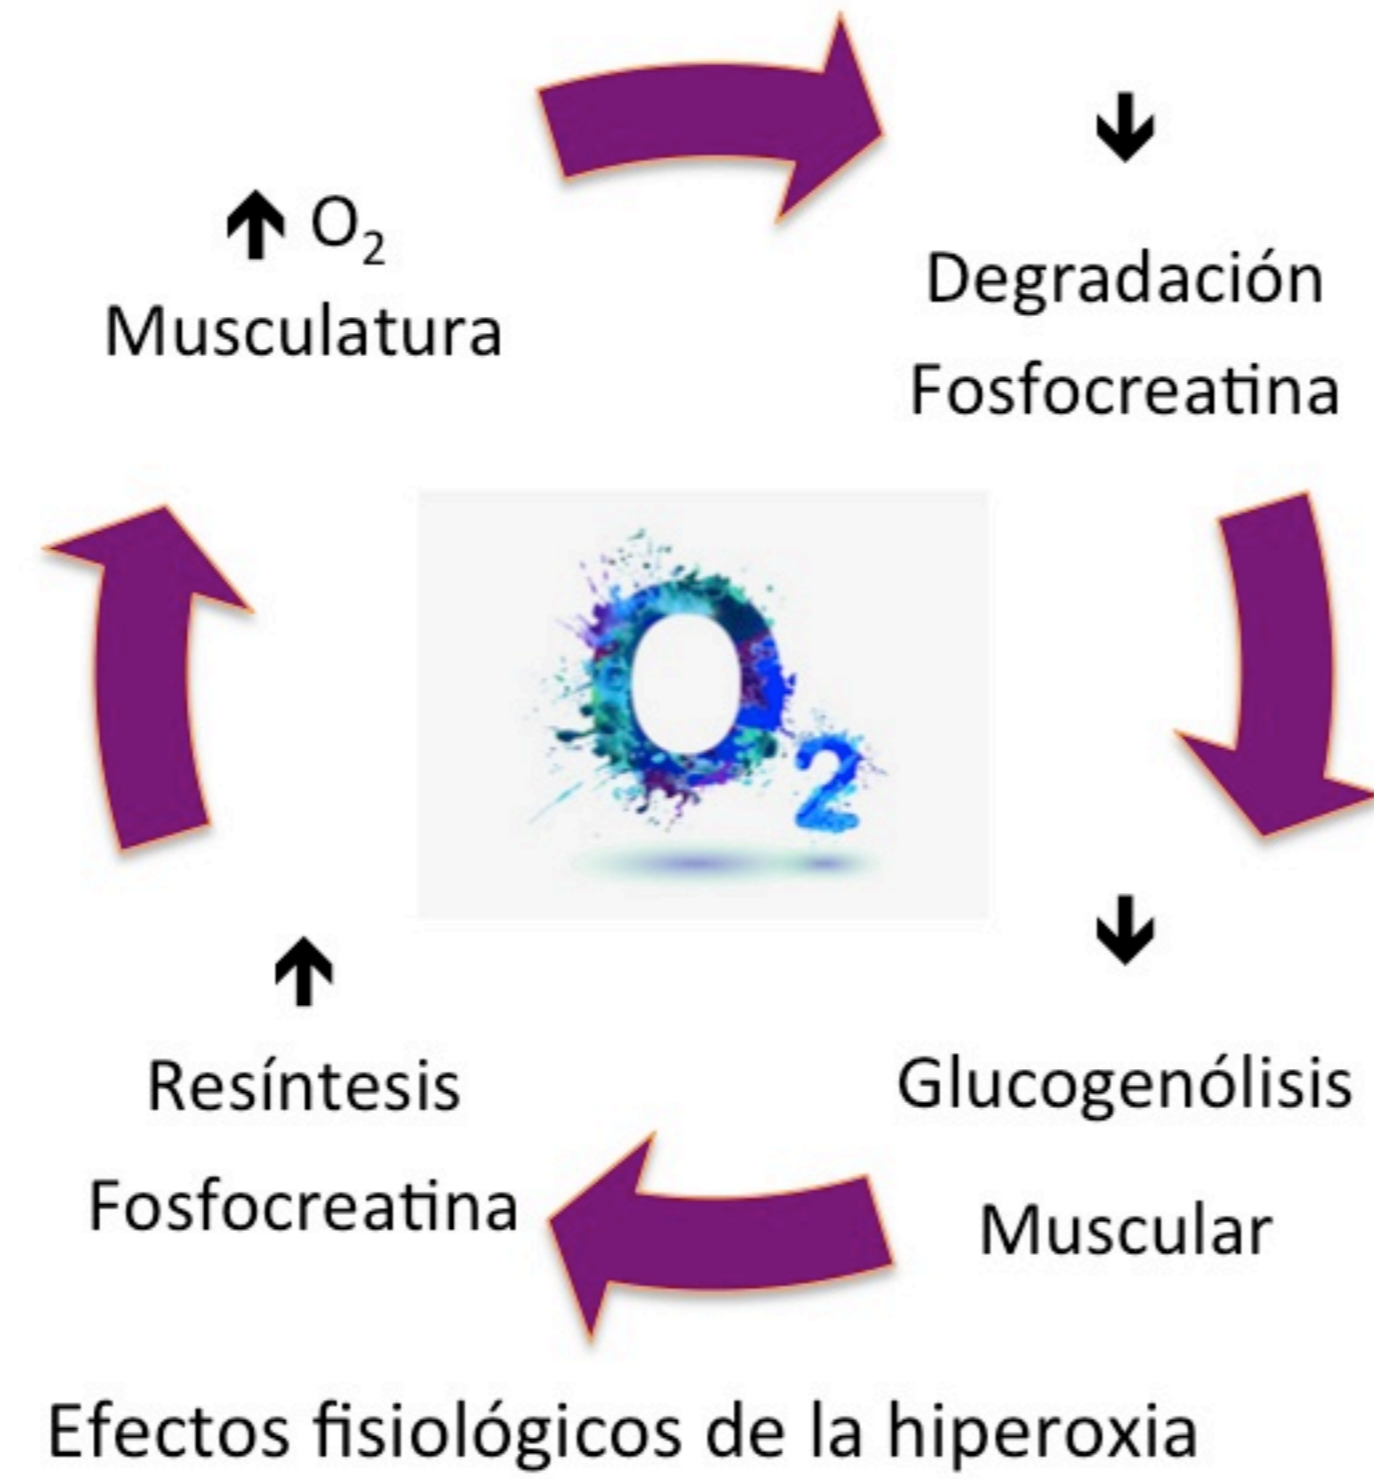 ↑ O₂
Musculatura
↓
Degradación
Fosfocreatina
O₂
↓
Glucogenólisis
Muscular
↑
Resíntesis
Fosfocreatina
Efectos fisiológicos de la hiperoxia